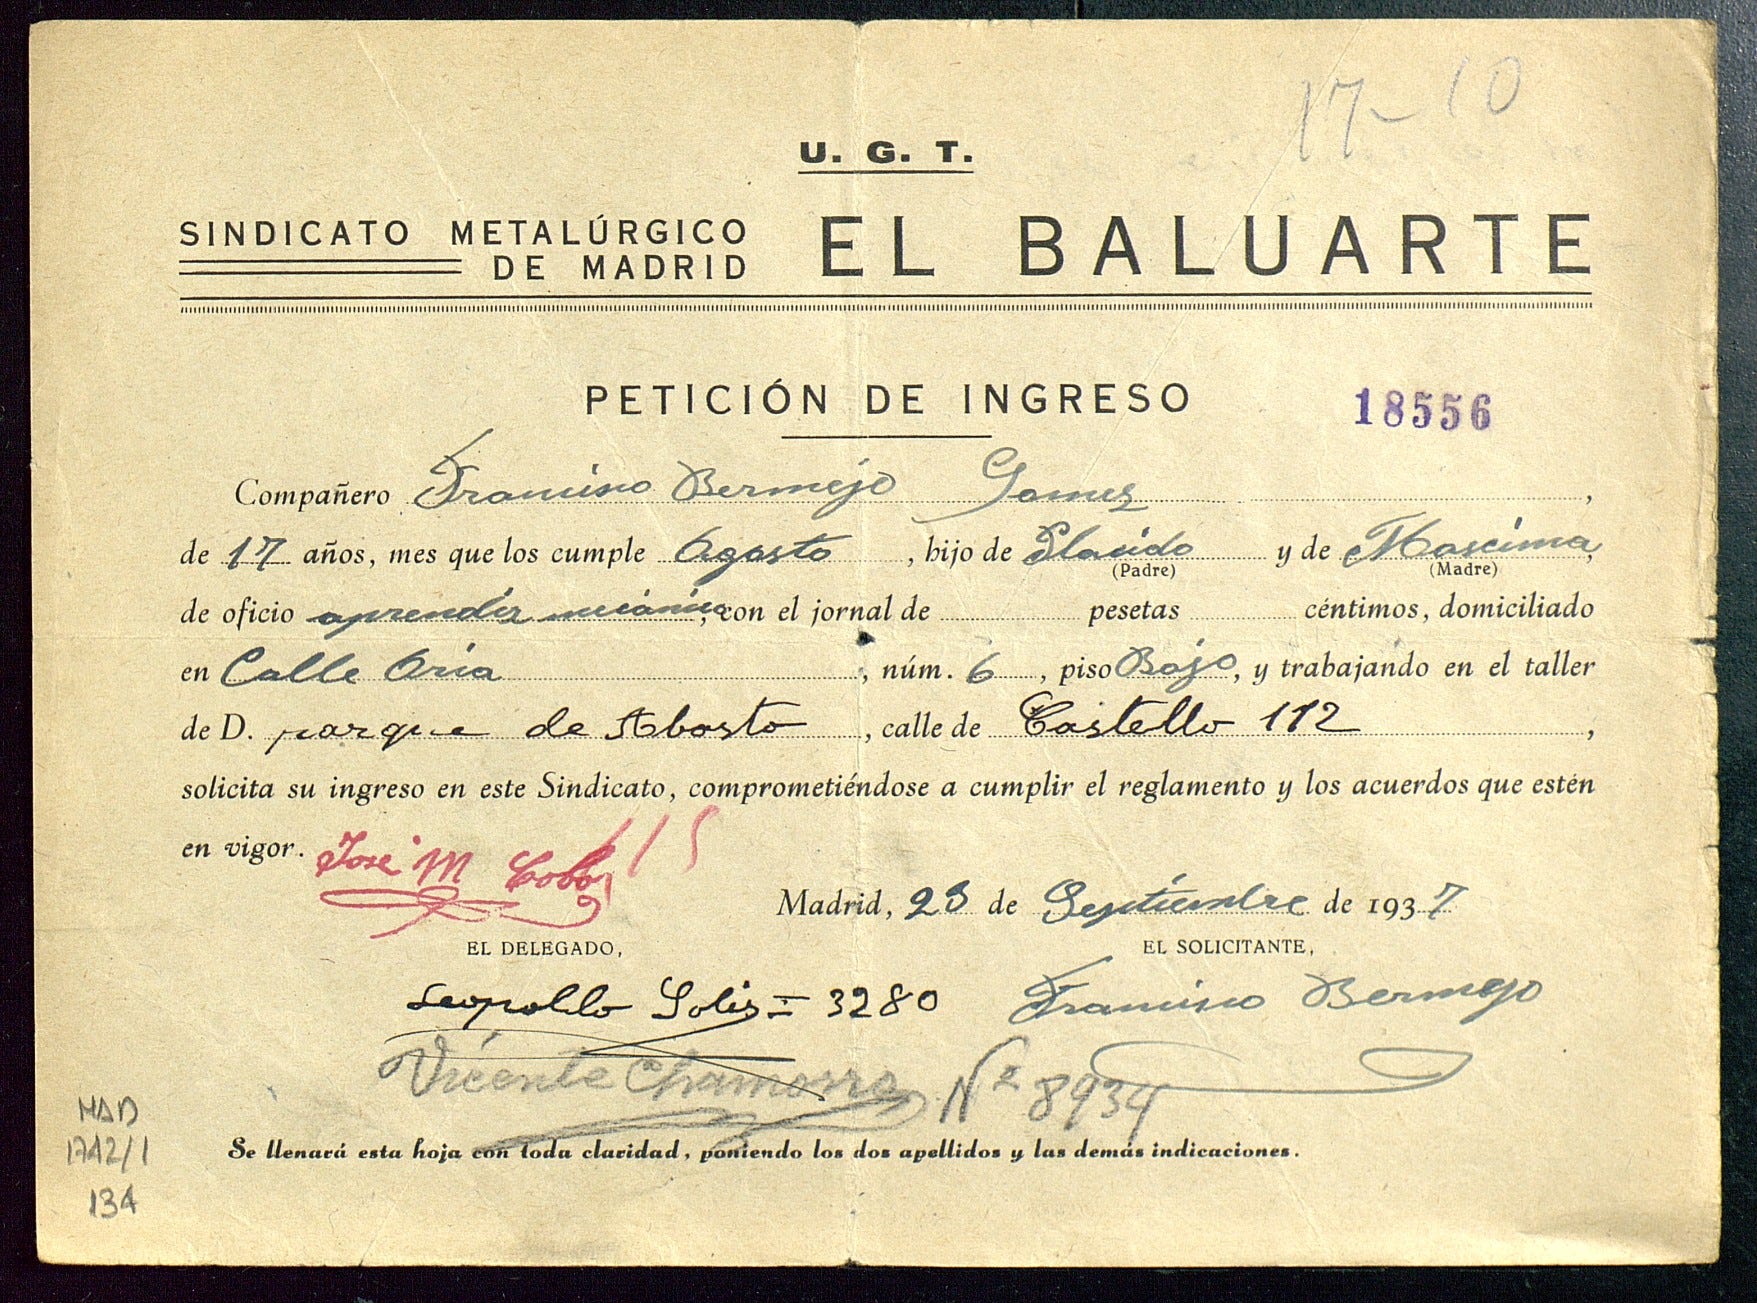 17-10
U. G. T.
SINDICATO METALÚRGICO DE MADRID EL BALUARTE
PETICIÓN DE INGRESO 18556
Compañero Francisco Bermejo Gomez,
de 17 años, mes que los cumple Agosto, hijo de Placido (Padre) y de Mascima, (Madre)
de oficio aprendiz mecánico, con el jornal de pesetas céntimos, domiciliado
en Calle Oria, núm. 6, piso Bajo, y trabajando en el taller
de D. parque de Abasto, calle de Castello 112,
solicita su ingreso en este Sindicato, comprometiéndose a cumplir el reglamento y los acuerdos que estén
en vigor. José M Cobo
Madrid, 23 de Septiembre de 1937
EL DELEGADO, EL SOLICITANTE,
Leopoldo Solis = 3280 Francisco Bermejo
Vicente Chamorro Nº 8934
MAD
1742/1
134
Se llenará esta hoja con toda claridad, poniendo los dos apellidos y las demás indicaciones.